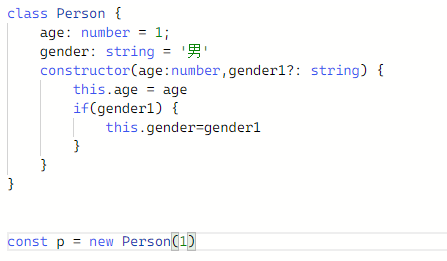 class Person {
    age: number = 1;
    gender: string = '男'
    constructor(age:number,gender1?: string) {
        this.age = age
        if(gender1) {
            this.gender=gender1
        }
    }
}
const p = new Person(1)